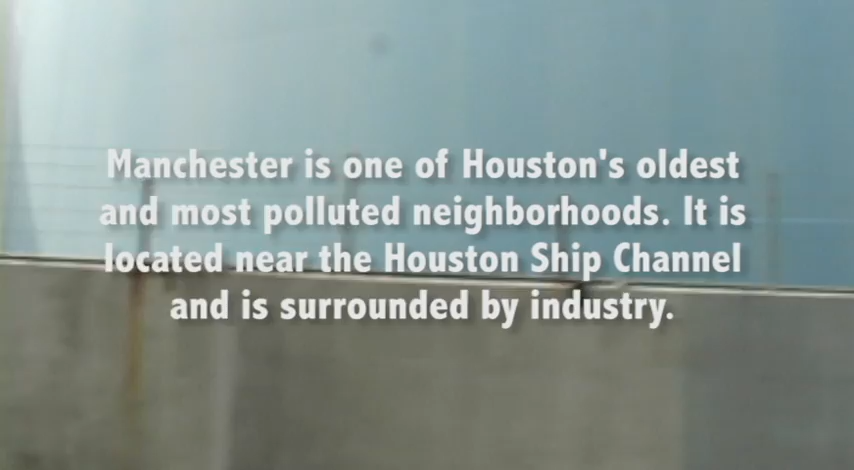 Manchester is one of Houston's oldest
and most polluted neighborhoods. It is
located near the Houston Ship Channel
and is surrounded by industry.